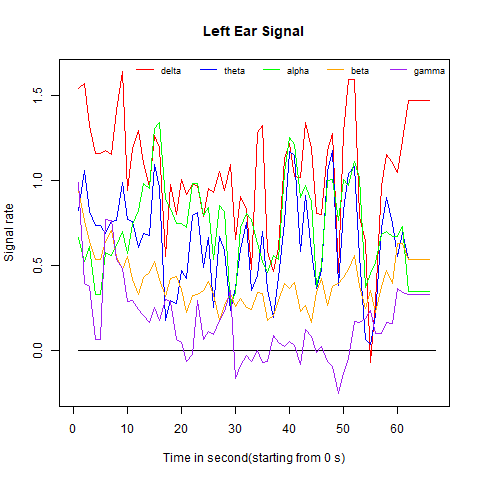 Left Ear Signal
delta theta alpha beta gamma
1.5
1.0
0.5
0.0
Signal rate
0 10 20 30 40 50 60
Time in second(starting from 0 s)